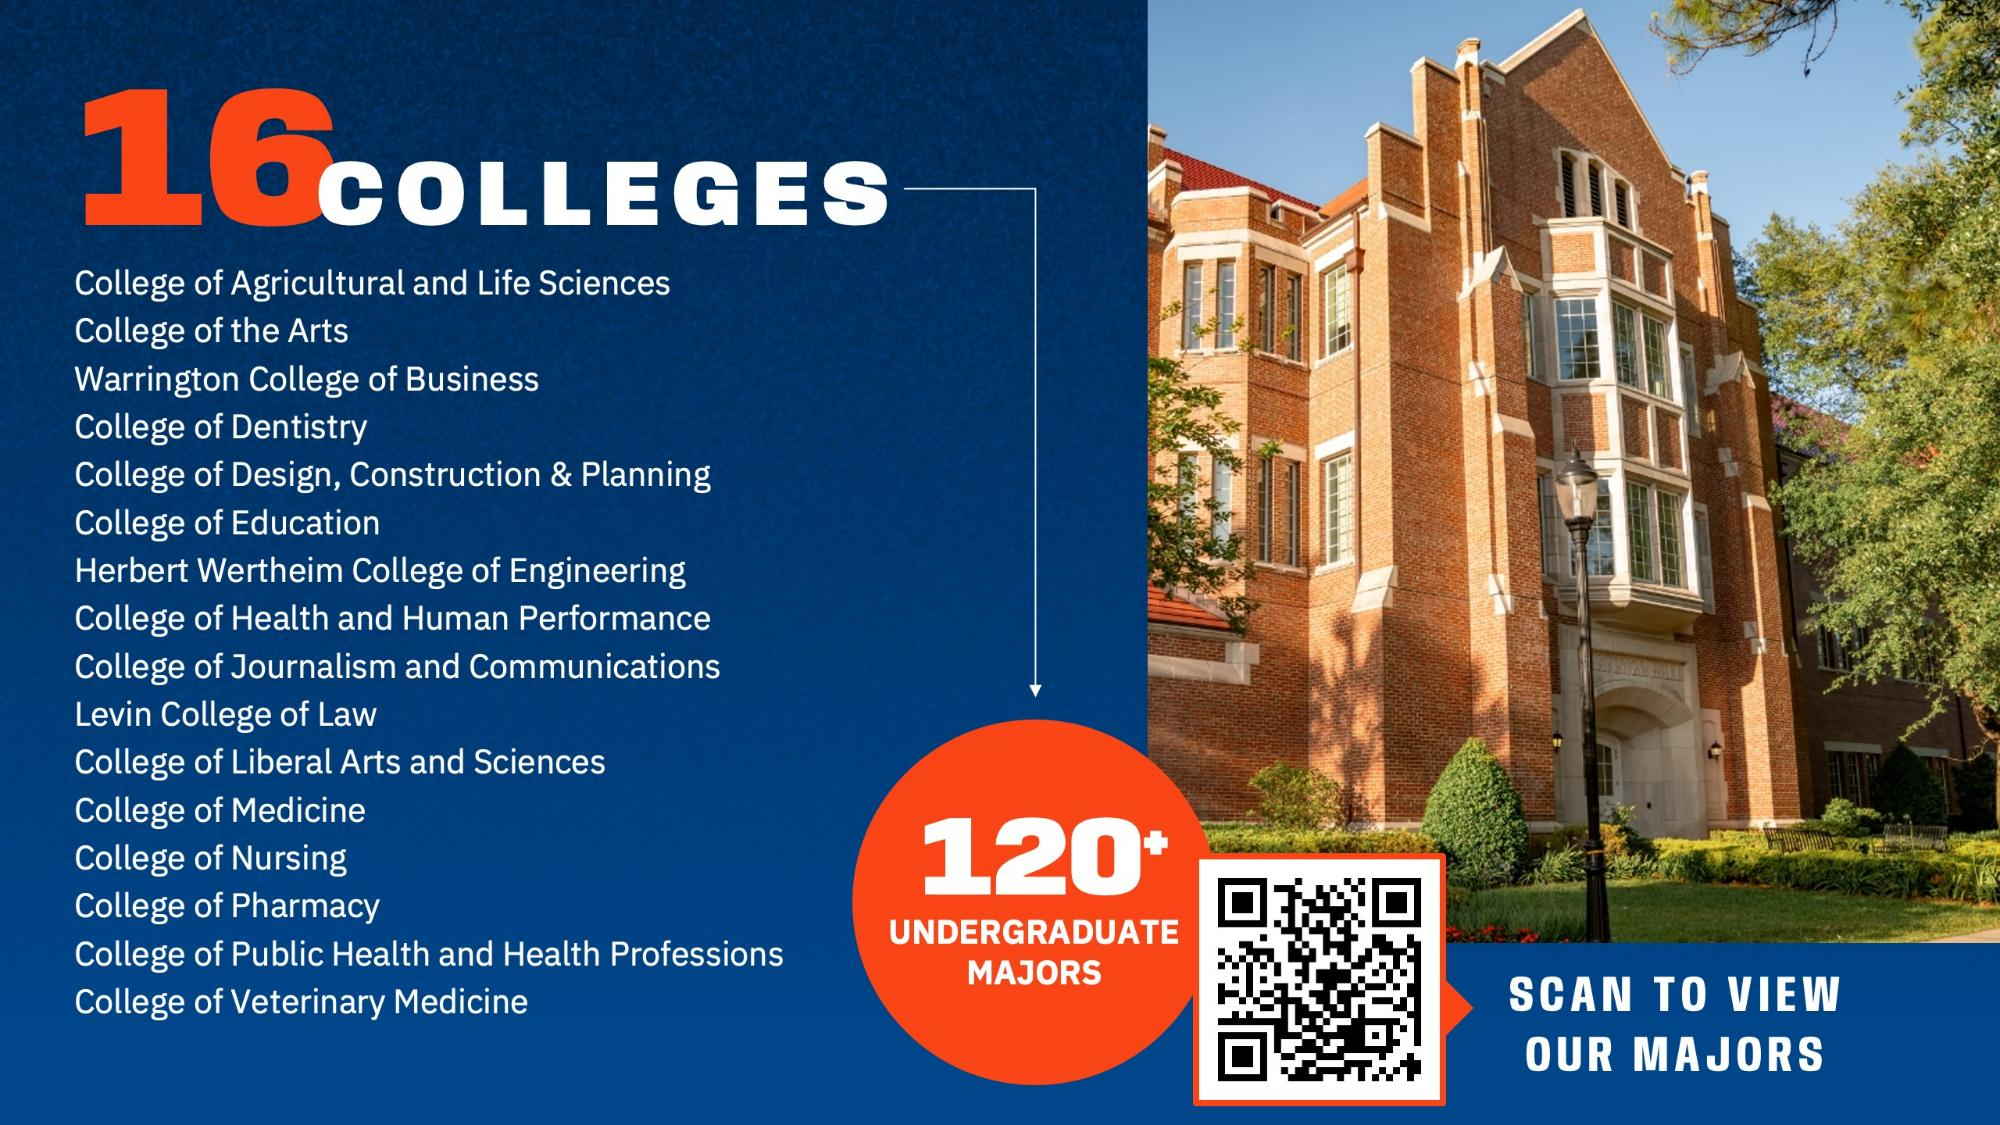 16 COLLEGES
College of Agricultural and Life Sciences
College of the Arts
Warrington College of Business
College of Dentistry
College of Design, Construction & Planning
College of Education
Herbert Wertheim College of Engineering
College of Health and Human Performance
College of Journalism and Communications
Levin College of Law
College of Liberal Arts and Sciences
College of Medicine
College of Nursing
College of Pharmacy
College of Public Health and Health Professions
College of Veterinary Medicine
120+
UNDERGRADUATE
MAJORS
SCAN TO VIEW
OUR MAJORS